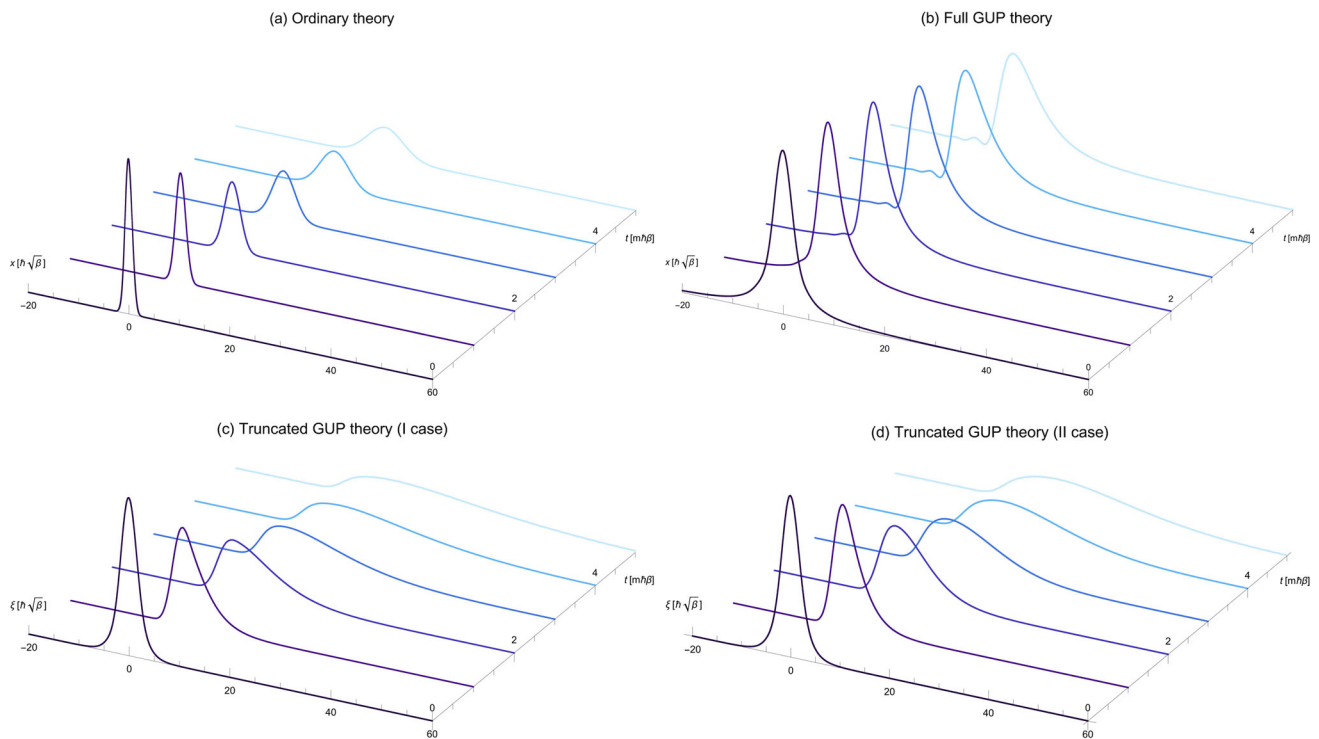 (a) Ordinary theory
x [ℏ √β]
−20
0
20
40
60
0
2
4
t [mℏβ]
(b) Full GUP theory
x [ℏ √β]
−20
0
20
40
60
0
2
4
t [mℏβ]
(c) Truncated GUP theory (I case)
ξ [ℏ √β]
−20
0
20
40
60
0
2
4
t [mℏβ]
(d) Truncated GUP theory (II case)
ξ [ℏ √β]
−20
0
20
40
60
0
2
4
t [mℏβ]